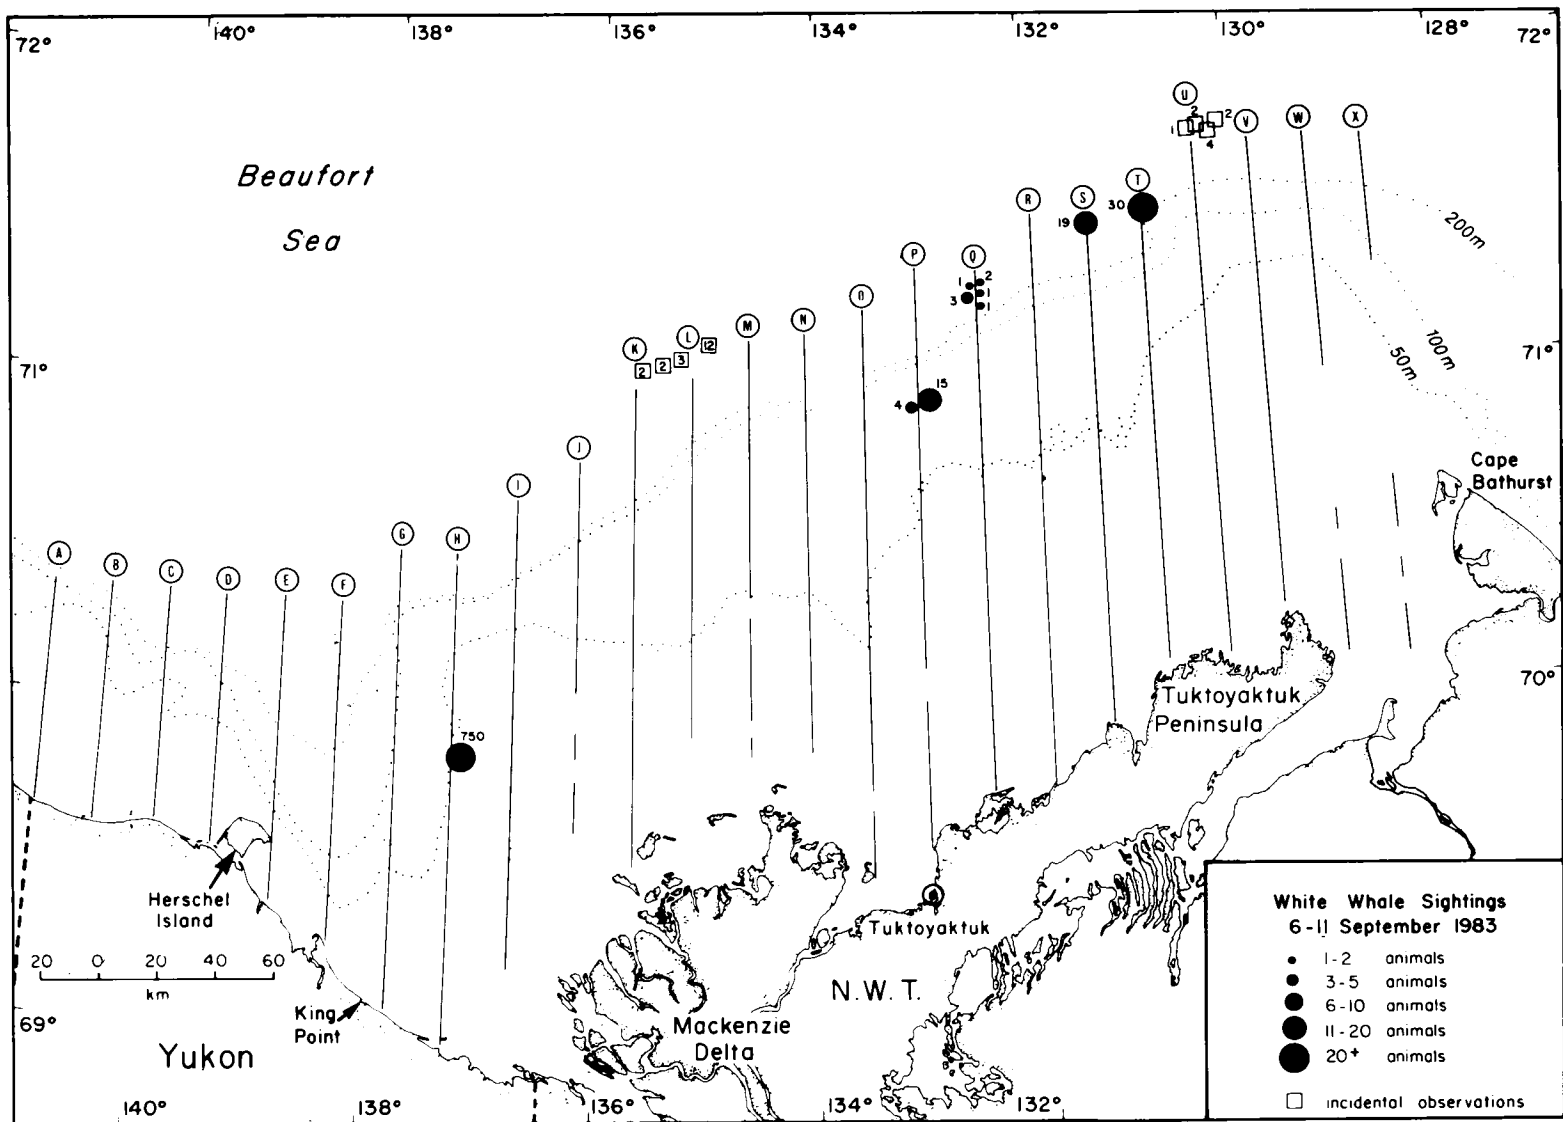 140°
138°
136°
134°
132°
130°
128°
72°
72°
Beaufort
Sea
U
2
2
1
4
V
W
X
T
30
S
19
R
200m
P
Q
1
2
3
1
1
O
100m
50m
71°
71°
K
L
M
N
2
2
3
12
15
4
J
I
Cape
Bathurst
G
H
A
B
C
D
E
F
70°
Tuktoyaktuk
Peninsula
750
Herschel
Island
Tuktoyaktuk
20 0 20 40 60
km
N.W.T.
King
Point
69°
Mackenzie
Delta
Yukon
White Whale Sightings
6-11 September 1983
1-2 animals
3-5 animals
6-10 animals
11-20 animals
20+ animals
incidental observations
140°
138°
136°
134°
132°